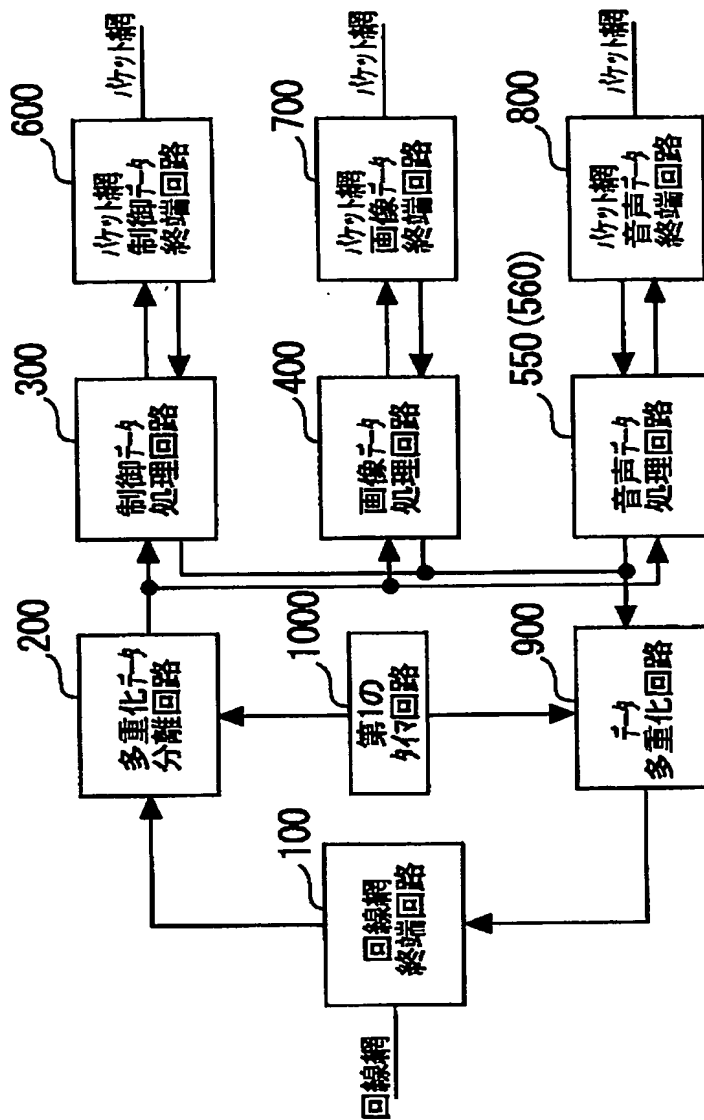 600
パケット網
制御データ
終端回路
パケット網
300
制御データ
処理回路
200
多重化データ
分離回路
700
パケット網
画像データ
終端回路
パケット網
400
画像データ
処理回路
1000
第1の
タイマ回路
100
回線網
終端回路
回線網
800
パケット網
音声データ
終端回路
パケット網
550(560)
音声データ
処理回路
900
データ
多重化回路